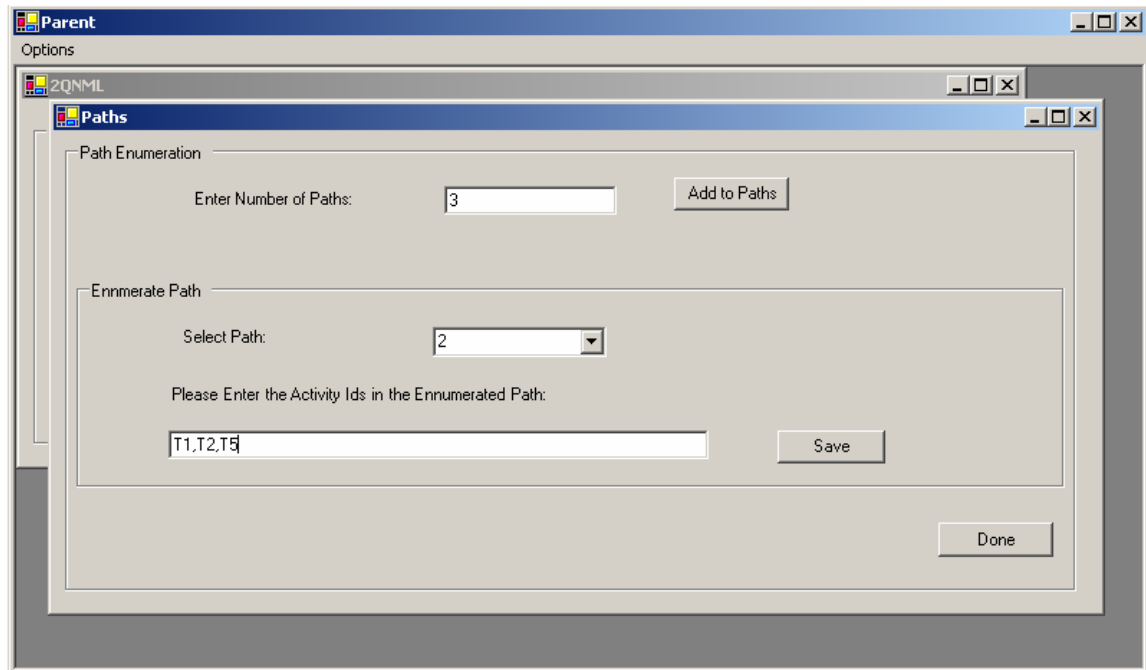 Parent
Options
2QNML
Paths
Path Enumeration
Enter Number of Paths:
3
Add to Paths
Ennmerate Path
Select Path:
2
Please Enter the Activity Ids in the Ennumerated Path:
T1,T2,T5
Save
Done